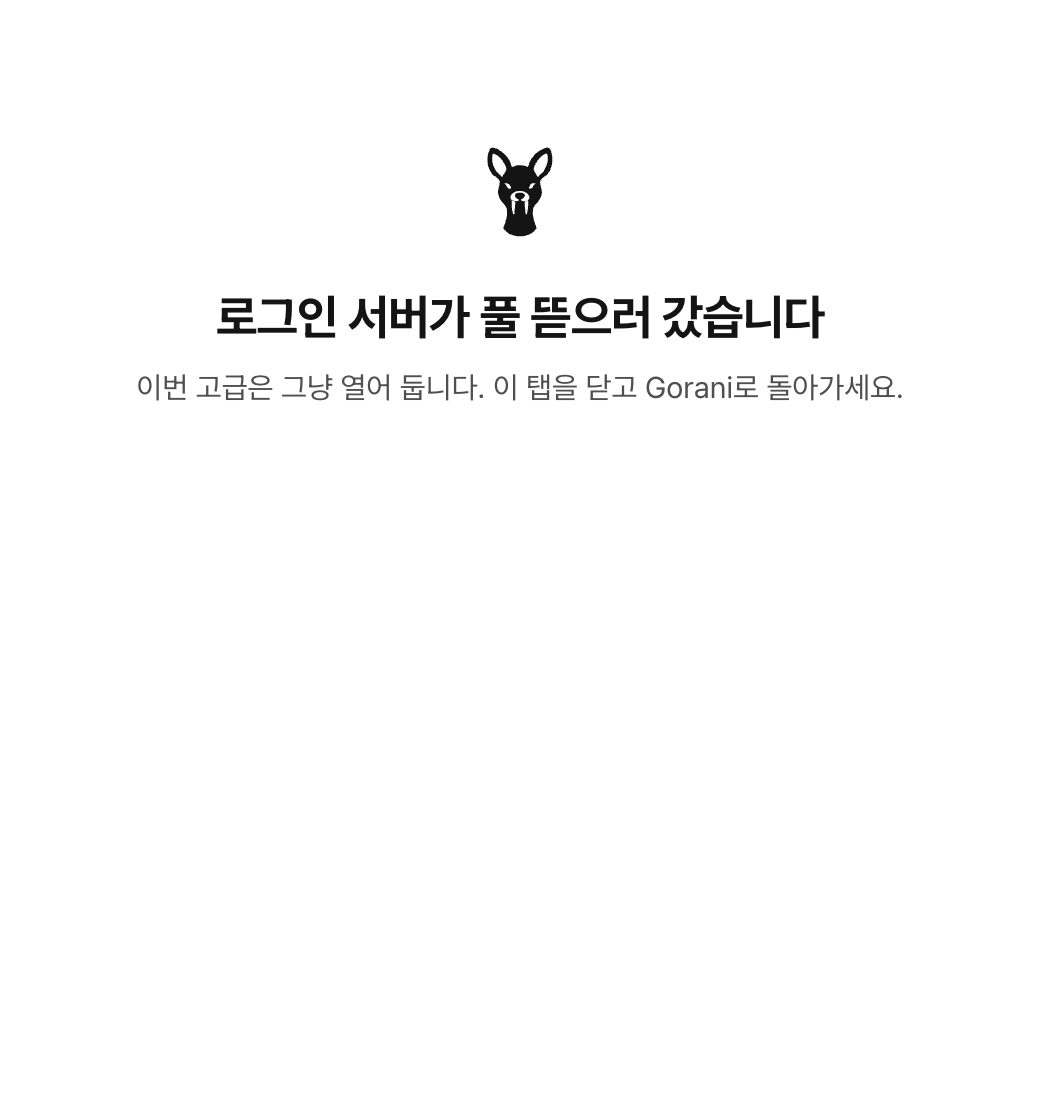 로그인 서버가 풀 뜯으러 갔습니다
이번 고급은 그냥 열어 둡니다. 이 탭을 닫고 Gorani로 돌아가세요.